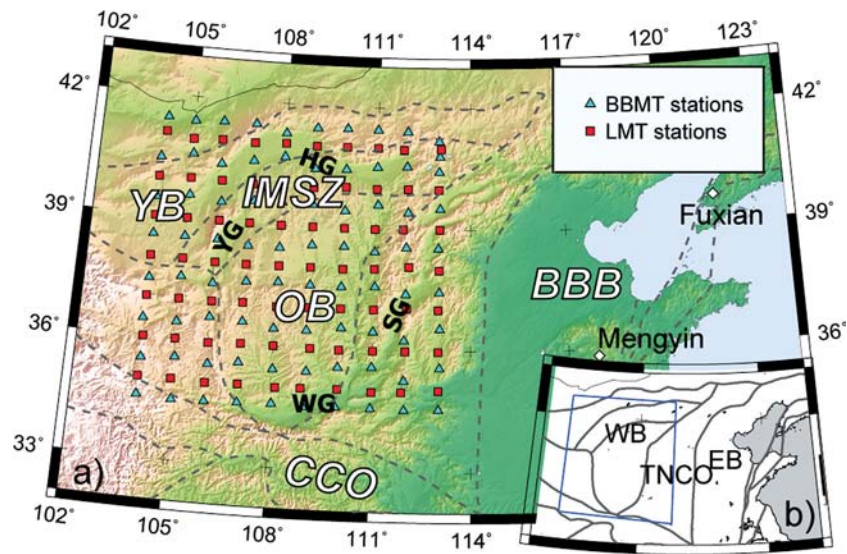 102° 105° 108° 111° 114° 117° 120° 123°
42° 42°
BBMT stations
LMT stations
HG
39° YB IMSZ 39°
Fuxian
YG
BBB
OB
SG
36° Mengyin 36°
WG
WB
33° TNCO EB
a) CCO b)
102° 105° 108° 111° 114°